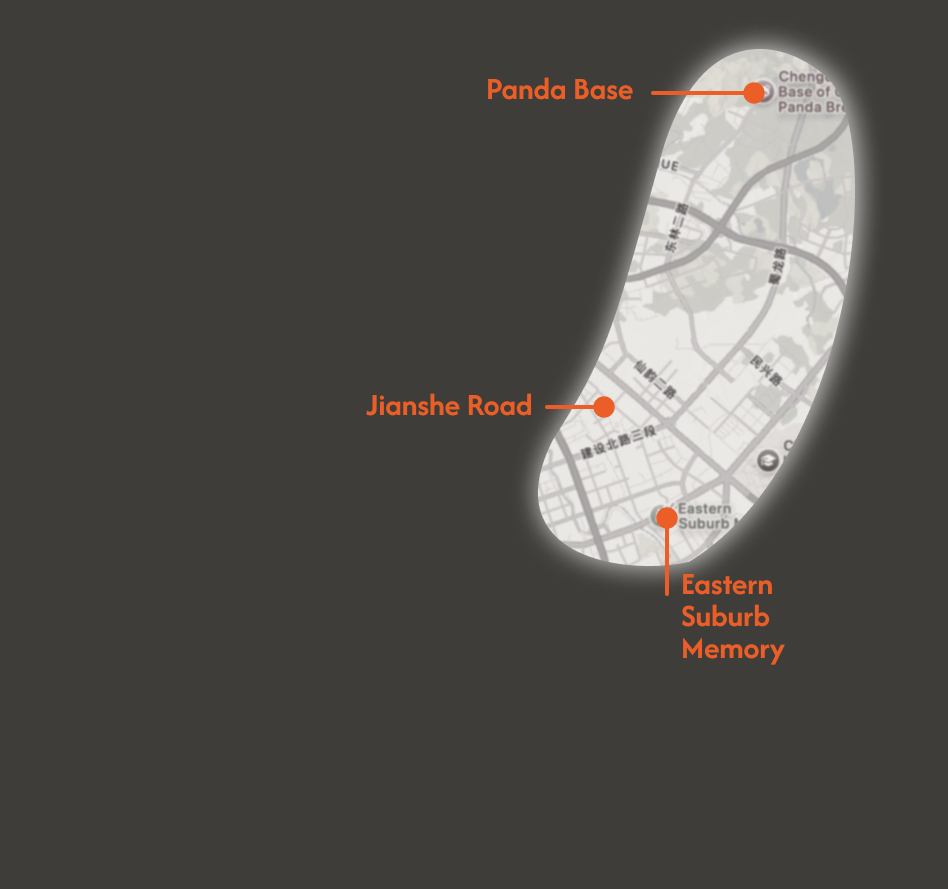 Panda Base
Cheng
Base of
Panda Bre
UE
东林二路
蜀龙路
仙韵二路
民兴路
Jianshe Road
建设北路三段
C
Eastern
Suburb M
Eastern
Suburb
Memory